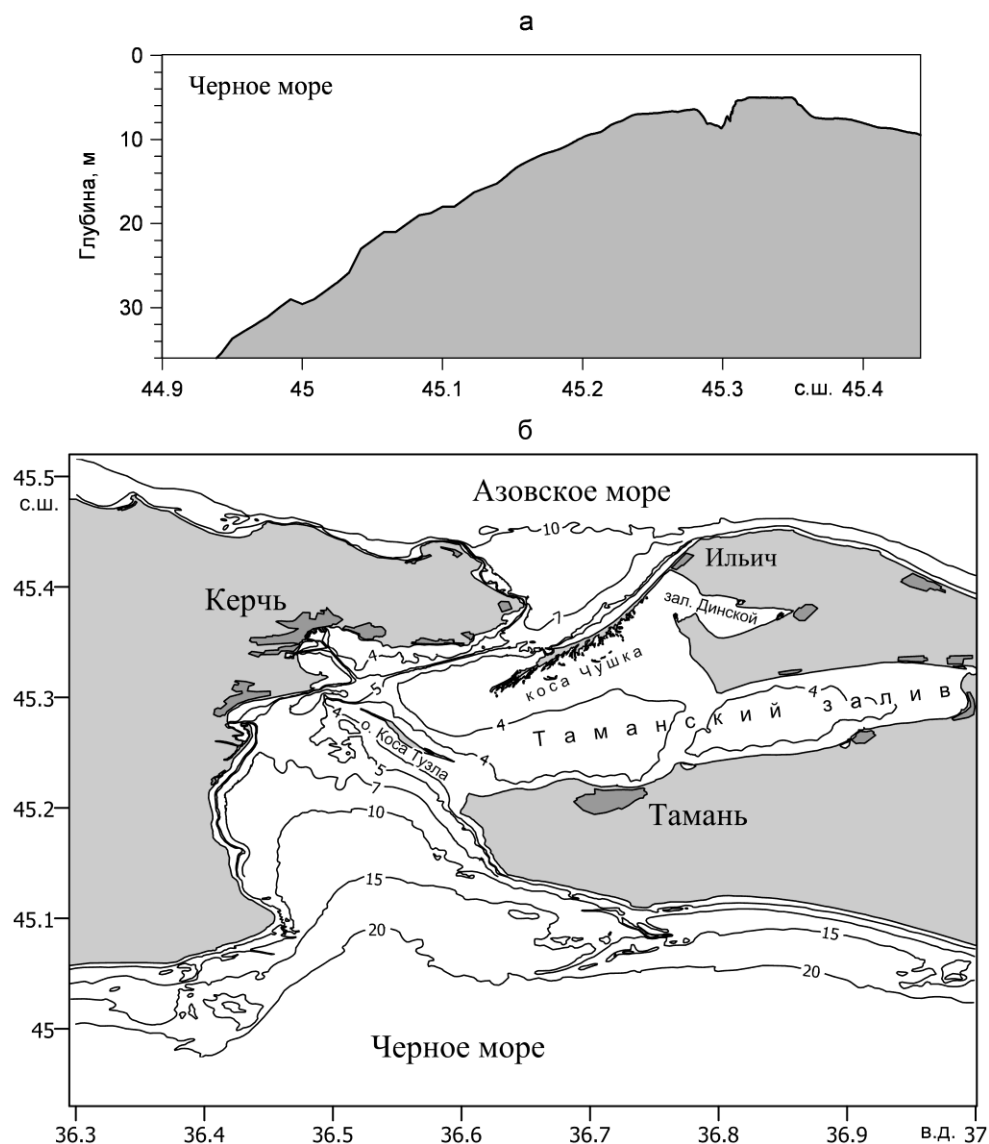 а
0
Черное море
10
Глубина, м
20
30
44.9
45
45.1
45.2
45.3
с.ш.
45.4
б
45.5
с.ш.
Азовское море
10
Ильич
45.4
Керчь
зал. Динской
7
4
коса Чушка
5
45.3
4
4
Таманский залив
4
о. Коса Тузла
4
5
7
45.2
Тамань
10
15
45.1
20
15
20
45
Черное море
36.3
36.4
36.5
36.6
36.7
36.8
36.9
в.д.
37